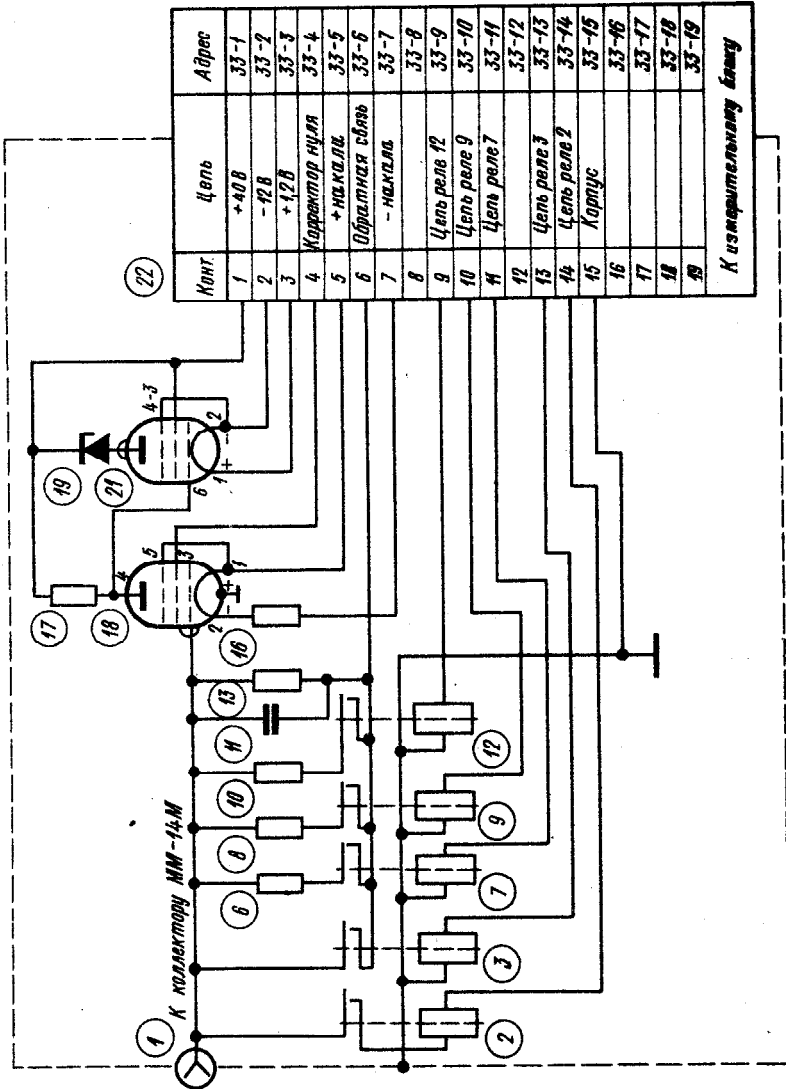 Конт. Цепь Адрес
1 +40 В 33-1
2 -12 В 33-2
3 +1,2 В 33-3
4 Корректор нуля 33-4
5 +накала 33-5
6 Обратная связь 33-6
7 - накала 33-7
8 33-8
9 Цепь реле 12 33-9
10 Цепь реле 9 33-10
11 Цепь реле 7 33-11
12 33-12
13 Цепь реле 3 33-13
14 Цепь реле 2 33-14
15 Корпус 33-15
16 33-16
17 33-17
18 33-18
19 33-19
К измерительному блоку
22
4-3
2
19
21
6
1
+
5
3
4
1
+
17
18
2
16
13
11
10
8
6
12
9
7
3
2
К коллектору ММ-14М
1